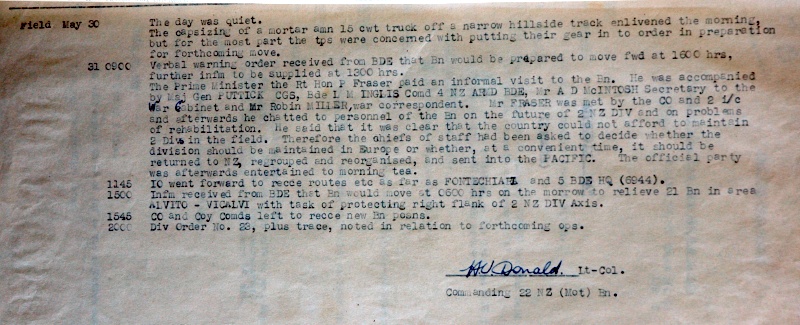 Field May 30 The day was quiet.
The capsizing of a mortar amn 15 cwt truck off a narrow hillside track enlivened the morning,
but for the most part the tps were concerned with putting their gear in to order in preparation
for forthcoming move.
31 0900 Verbal warning order received from BDE that Bn would be prepared to move fwd at 1600 hrs,
further infm to be supplied at 1300 hrs.
The Prime Minister the Rt Hon P Fraser paid an informal visit to the Bn. He was accompanied
by Maj Gen PUTTICK CGS, Bde L M INGLIS Comd 4 NZ ARMD BDE, Mr A D McINTOSH Secretary to the
War Cabinet and Mr Robin MILLER, war correspondent. Mr FRASER was met by the CO and 2 i/c
and afterwards he chatted to personnel of the Bn on the future of 2 NZ DIV and on problems
of rehabilitation. He said that it was clear that the country could not afford to maintain
2 Divs in the field. Therefore the chiefs of staff had been asked to decide whether the
division should be maintained in Europe or whether, at a convenient time, it should be
returned to NZ, regrouped and reorganised, and sent into the PACIFIC. The official party
was afterwards entertained to morning tea.
1145 IO went forward to recce routes etc as far as FONTECHIARI and 5 BDE HQ (6944).
1500 Infm received from BDE that Bn would move at 0500 hrs on the morrow to relieve 21 Bn in area
ALVITO - VICALVI with task of protecting right flank of 2 NZ DIV Axis.
1545 CO and Coy Comds left to recce new Bn posns.
2000 Div Order No. 23, plus trace, noted in relation to forthcoming ops.
H.V. Donald. Lt-Col.
Commanding 22 NZ (Mot) Bn.